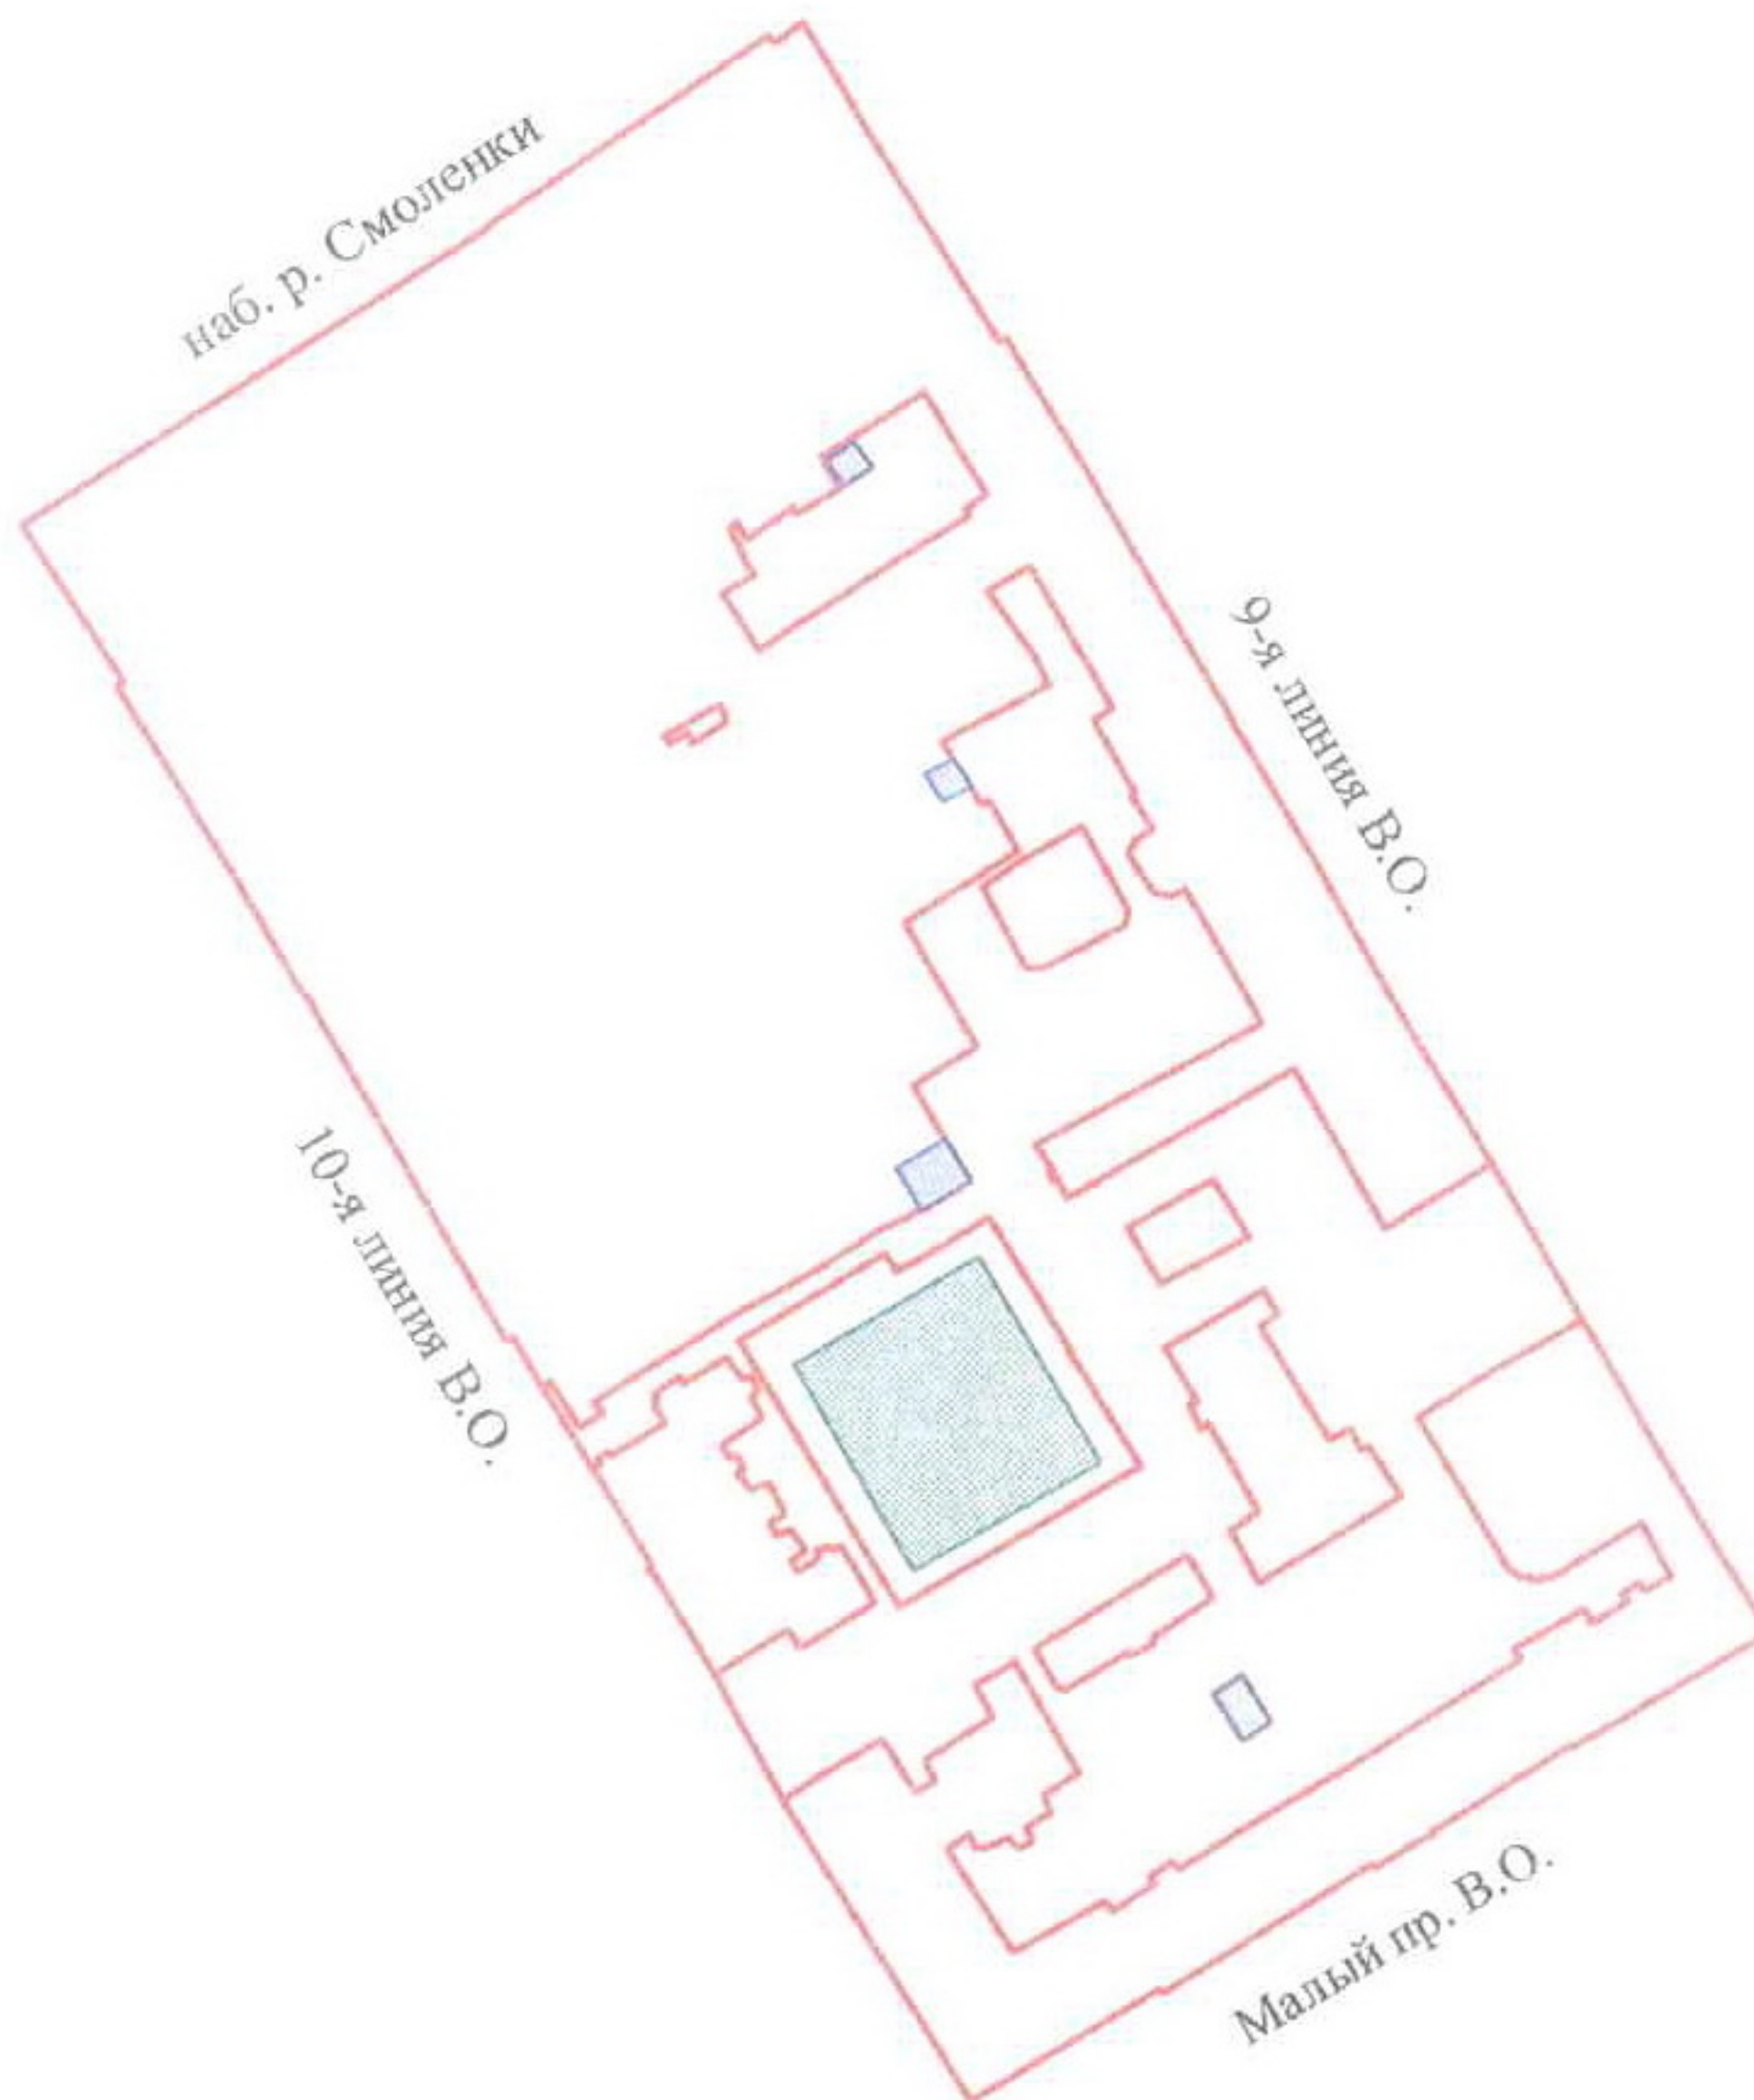 наб. р. Смоленки
9-я линия В.О.
10-я линия В.О.
Малый пр. В.О.